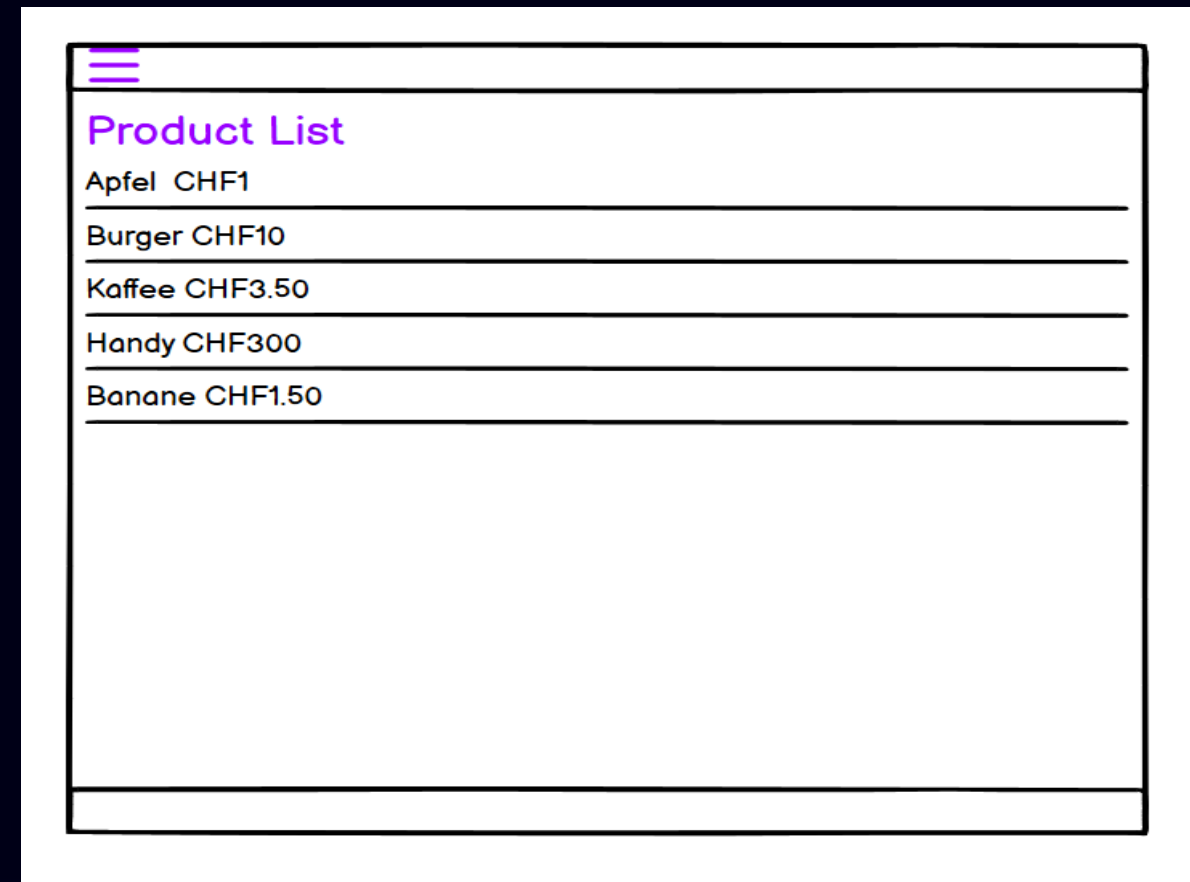 Product List
Apfel  CHF1
Burger CHF10
Kaffee CHF3.50
Handy CHF300
Banane CHF1.50